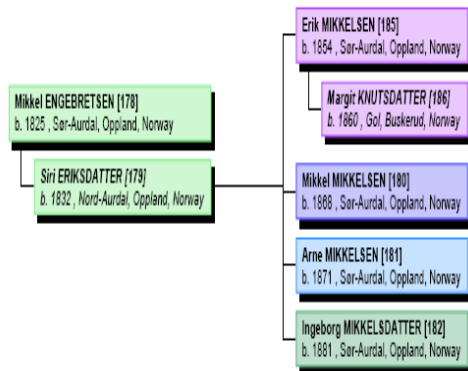 Mikkel ENGEBRETSEN [178]
b. 1825 , Sør-Aurdal, Oppland, Norway
Siri ERIKSDATTER [179]
b. 1832 , Nord-Aurdal, Oppland, Norway
Erik MIKKELSEN [185]
b. 1854 , Sør-Aurdal, Oppland, Norway
Margit KNUTSDATTER [186]
b. 1860 , Gol, Buskerud, Norway
Mikkel MIKKELSEN [180]
b. 1868 , Sør-Aurdal, Oppland, Norway
Arne MIKKELSEN [181]
b. 1871 , Sør-Aurdal, Oppland, Norway
Ingeborg MIKKELSDATTER [182]
b. 1881 , Sør-Aurdal, Oppland, Norway